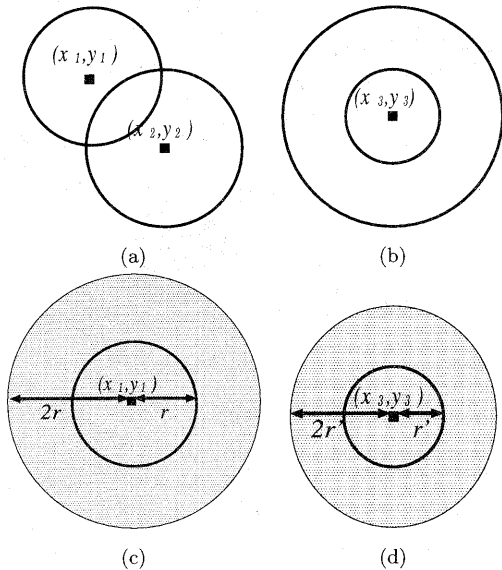 (x 1,y 1)
(x 2,y 2)
(x 3,y 3)
(a)
(b)
(x 1,y 1)
2r
r
(x 3,y 3)
2r'
r'
(c)
(d)